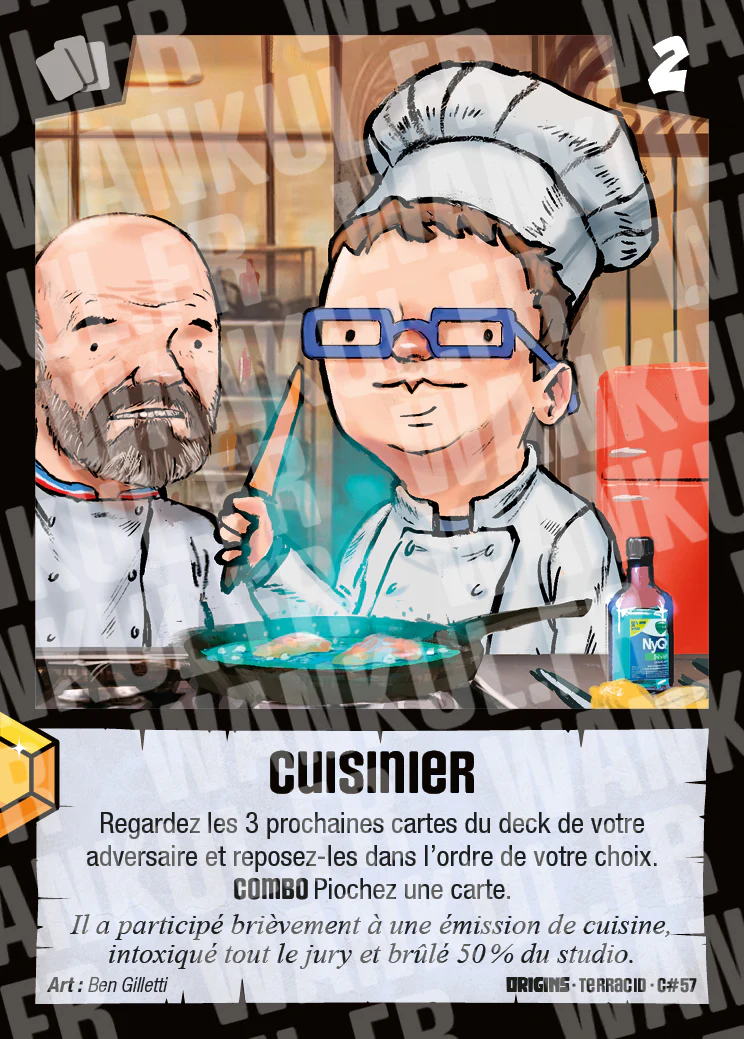 2
NyQ
CUISINIER
Regardez les 3 prochaines cartes du deck de votre
adversaire et reposez-les dans l'ordre de votre choix.
COMBO Piochez une carte.
Il a participé brièvement à une émission de cuisine,
intoxiqué tout le jury et brûlé 50 % du studio.
Art : Ben Gilletti
ORIGINS · TERRACID · C#57
WANKUL.FR